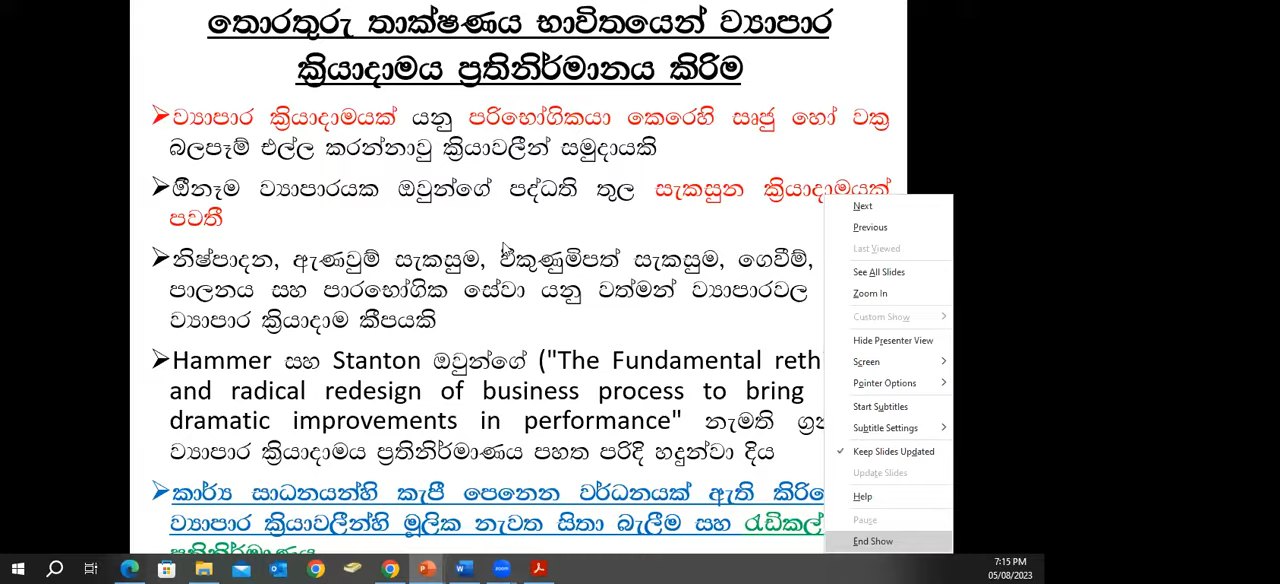 තොරතුරු තාක්ෂණය භාවිතයෙන් ව්‍යාපාර
ක්‍රියාදාමය ප්‍රතිනිර්මානය කිරිම
ව්‍යාපාර ක්‍රියාදාමයක් යනු පරිභෝගිකයා කෙරෙහි සෘජු හෝ වක්‍ර
බලපෑම් එල්ල කරන්නාවු ක්‍රියාවලීන් සමුදායකි
ඕනෑම ව්‍යාපාරයක ඔවුන්ගේ පද්ධති තුල සැකසුන ක්‍රියාදාමයක්
පවතී
නිෂ්පාදන, ඇණවුම් සැකසුම, ඵකුණුමිපත් සැකසුම, ගෙවීම්,
පාලනය සහ පාරභෝගික සේවා යනු වත්මන් ව්‍යාපාරවල
ව්‍යාපාර ක්‍රියාදාම කීපයකි
Hammer සහ Stanton ඔවුන්ගේ ("The Fundamental reth
and radical redesign of business process to bring
dramatic improvements in performance" නැමති
ව්‍යාපාර ක්‍රියාදාමය ප්‍රතිනිර්මාණය පහත පරිදි හදුන්වා දිය
කාර්‍ය සාධනයන්හි කැපී පෙනෙන වර්ධනයක් ඇති
ව්‍යාපාර ක්‍රියාවලීන්හි මූලික නැවත සිතා බැලීම සහ රැඩිකල්
Next
Previous
Last Viewed
See All Slides
Zoom In
Custom Show
Hide Presenter View
Screen
Pointer Options
Start Subtitles
Subtitle Settings
Keep Slides Updated
Update Slides
Help
Pause
End Show
7:15 PM
05/08/2023